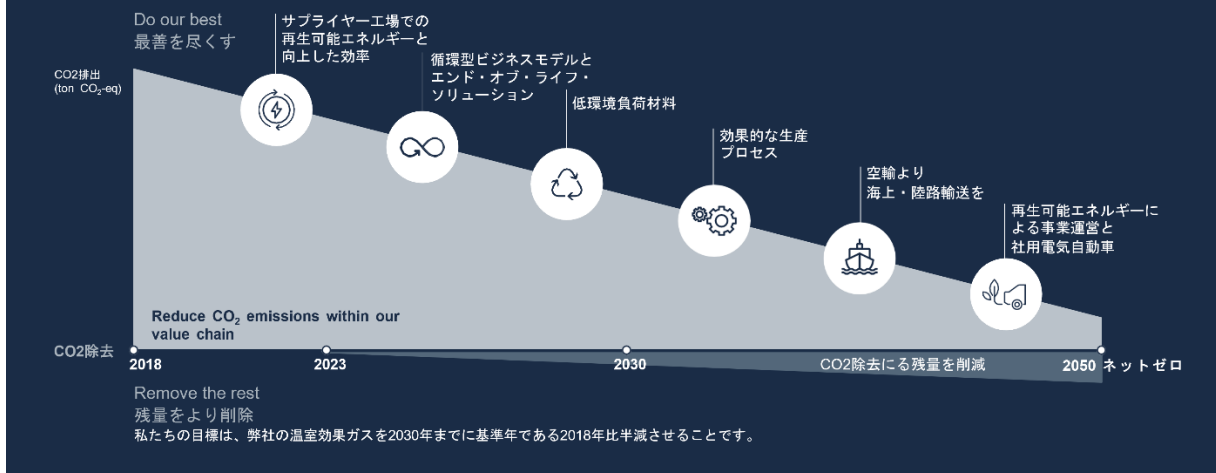 Do our best
最善を尽くす
サプライヤー工場での
再生可能エネルギーと
向上した効率
循環型ビジネスモデルと
エンド・オブ・ライフ・
ソリューション
低環境負荷材料
効果的な生産
プロセス
空輸より
海上・陸路輸送を
再生可能エネルギーに
よる事業運営と
社用電気自動車
CO2排出
(ton CO₂-eq)
Reduce CO₂ emissions within our
value chain
CO2除去
2018
2023
2030
CO2除去にる残量を削減
2050 ネットゼロ
Remove the rest
残量をより削除
私たちの目標は、弊社の温室効果ガスを2030年までに基準年である2018年比半減させることです。